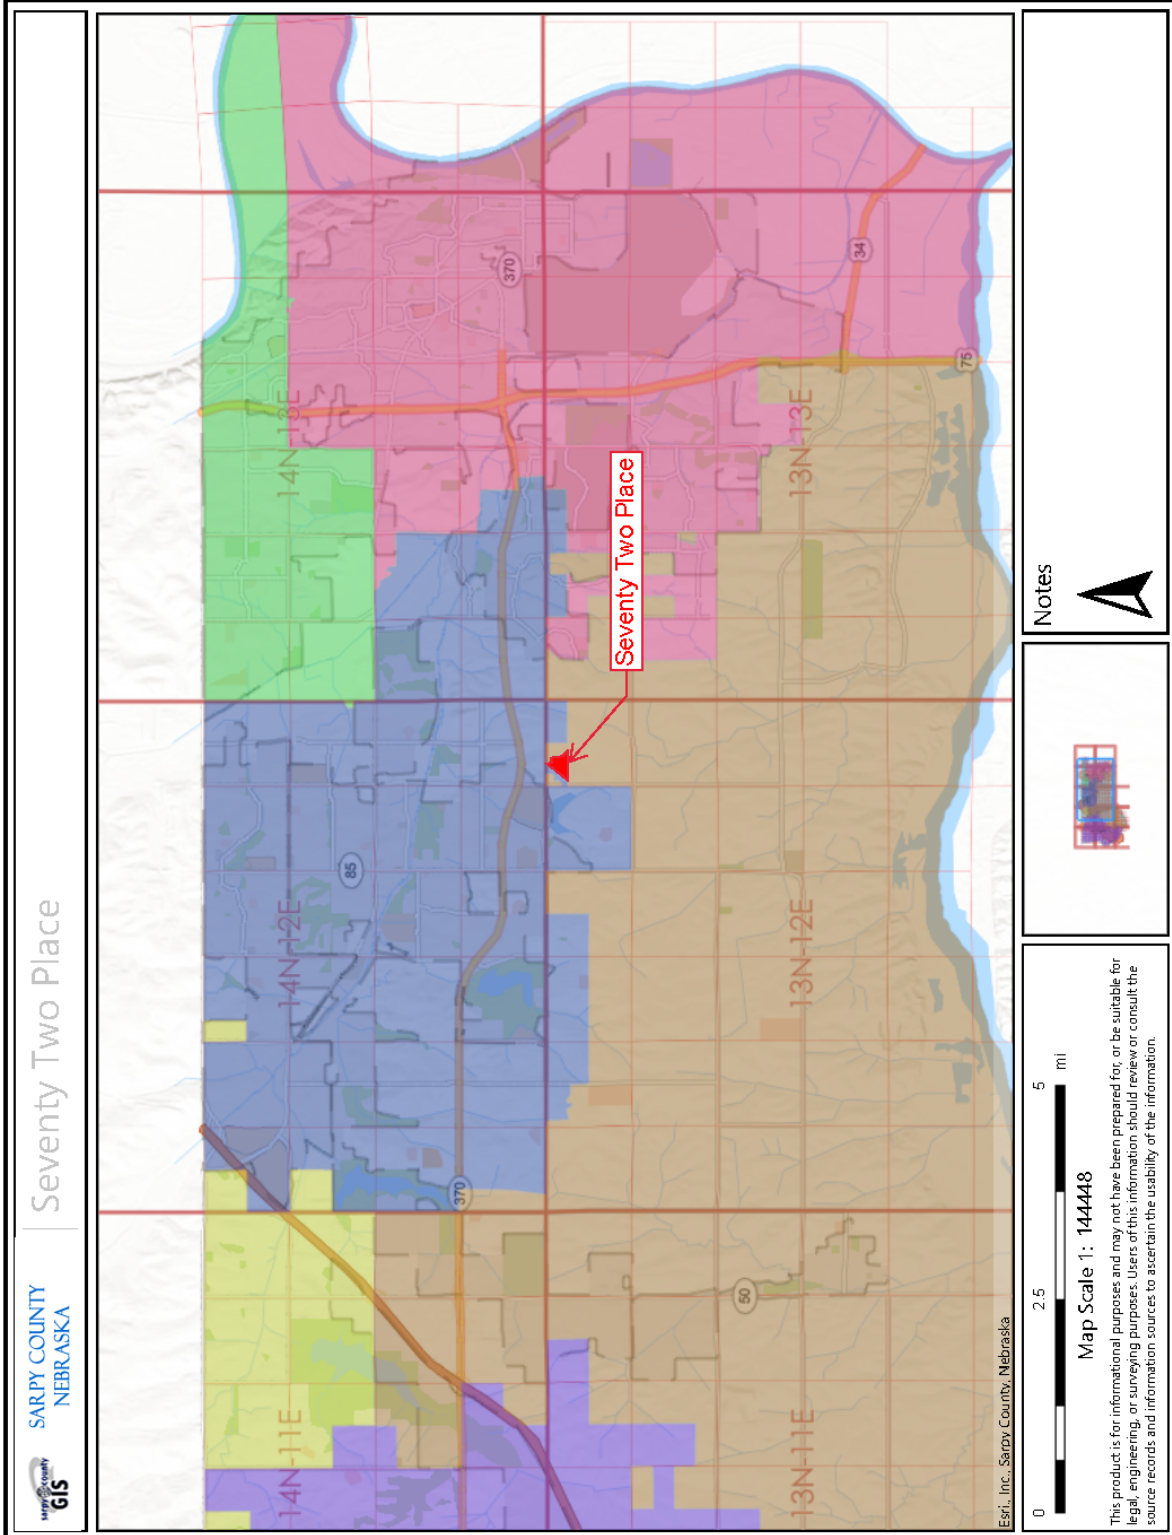 sarpy county
GIS
SARPY COUNTY
NEBRASKA
Seventy Two Place
14N-11E
14N-12E
14N-13E
85
370
370
Seventy Two Place
50
34
75
13N-11E
13N-12E
13N-13E
Esri., Inc., Sarpy County, Nebraska
0
2.5
5
mi
Map Scale 1: 144448
This product is for informational purposes and may not have been prepared for, or be suitable for
legal, engineering, or surveying purposes. Users of this information should review or consult the
source records and information sources to ascertain the usability of the information.
Notes